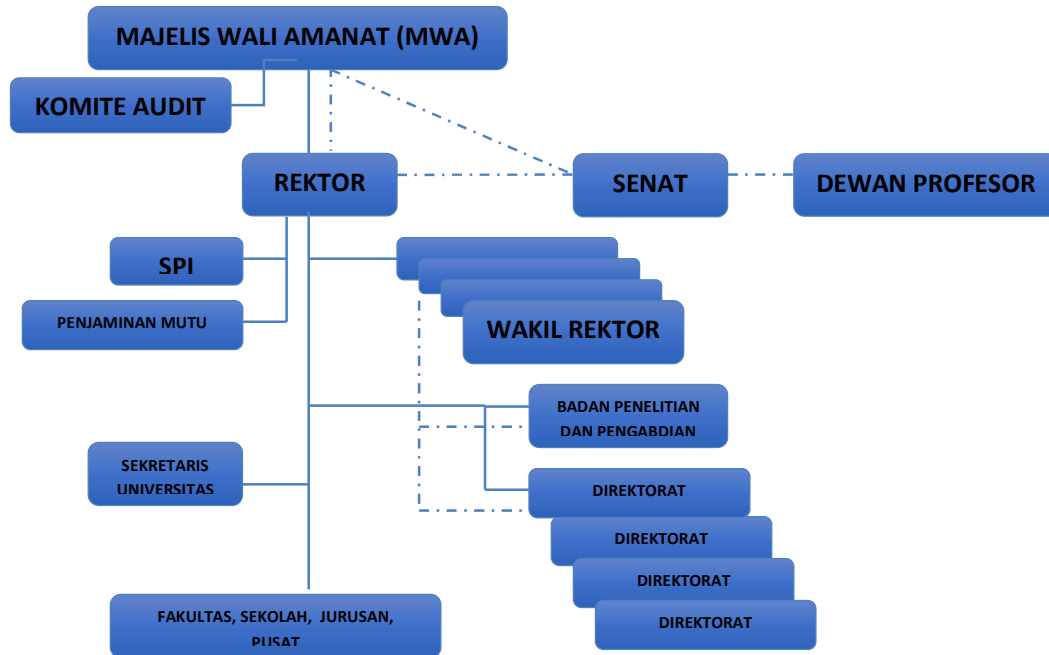 MAJELIS WALI AMANAT (MWA)
KOMITE AUDIT
REKTOR
SENAT
DEWAN PROFESOR
SPI
PENJAMINAN MUTU
WAKIL REKTOR
BADAN PENELITIAN
DAN PENGABDIAN
SEKRETARIS
UNIVERSITAS
DIREKTORAT
DIREKTORAT
DIREKTORAT
DIREKTORAT
FAKULTAS, SEKOLAH, JURUSAN,
PUSAT